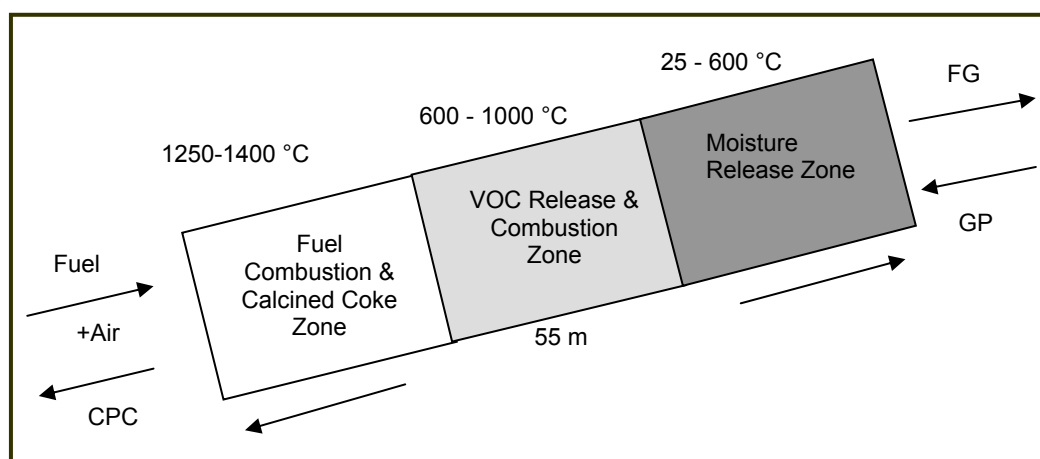 25 - 600 °C
FG
600 - 1000 °C
1250-1400 °C
Moisture
Release Zone
VOC Release &
Combustion
Zone
GP
Fuel
Combustion &
Calcined Coke
Zone
Fuel
+Air
55 m
CPC